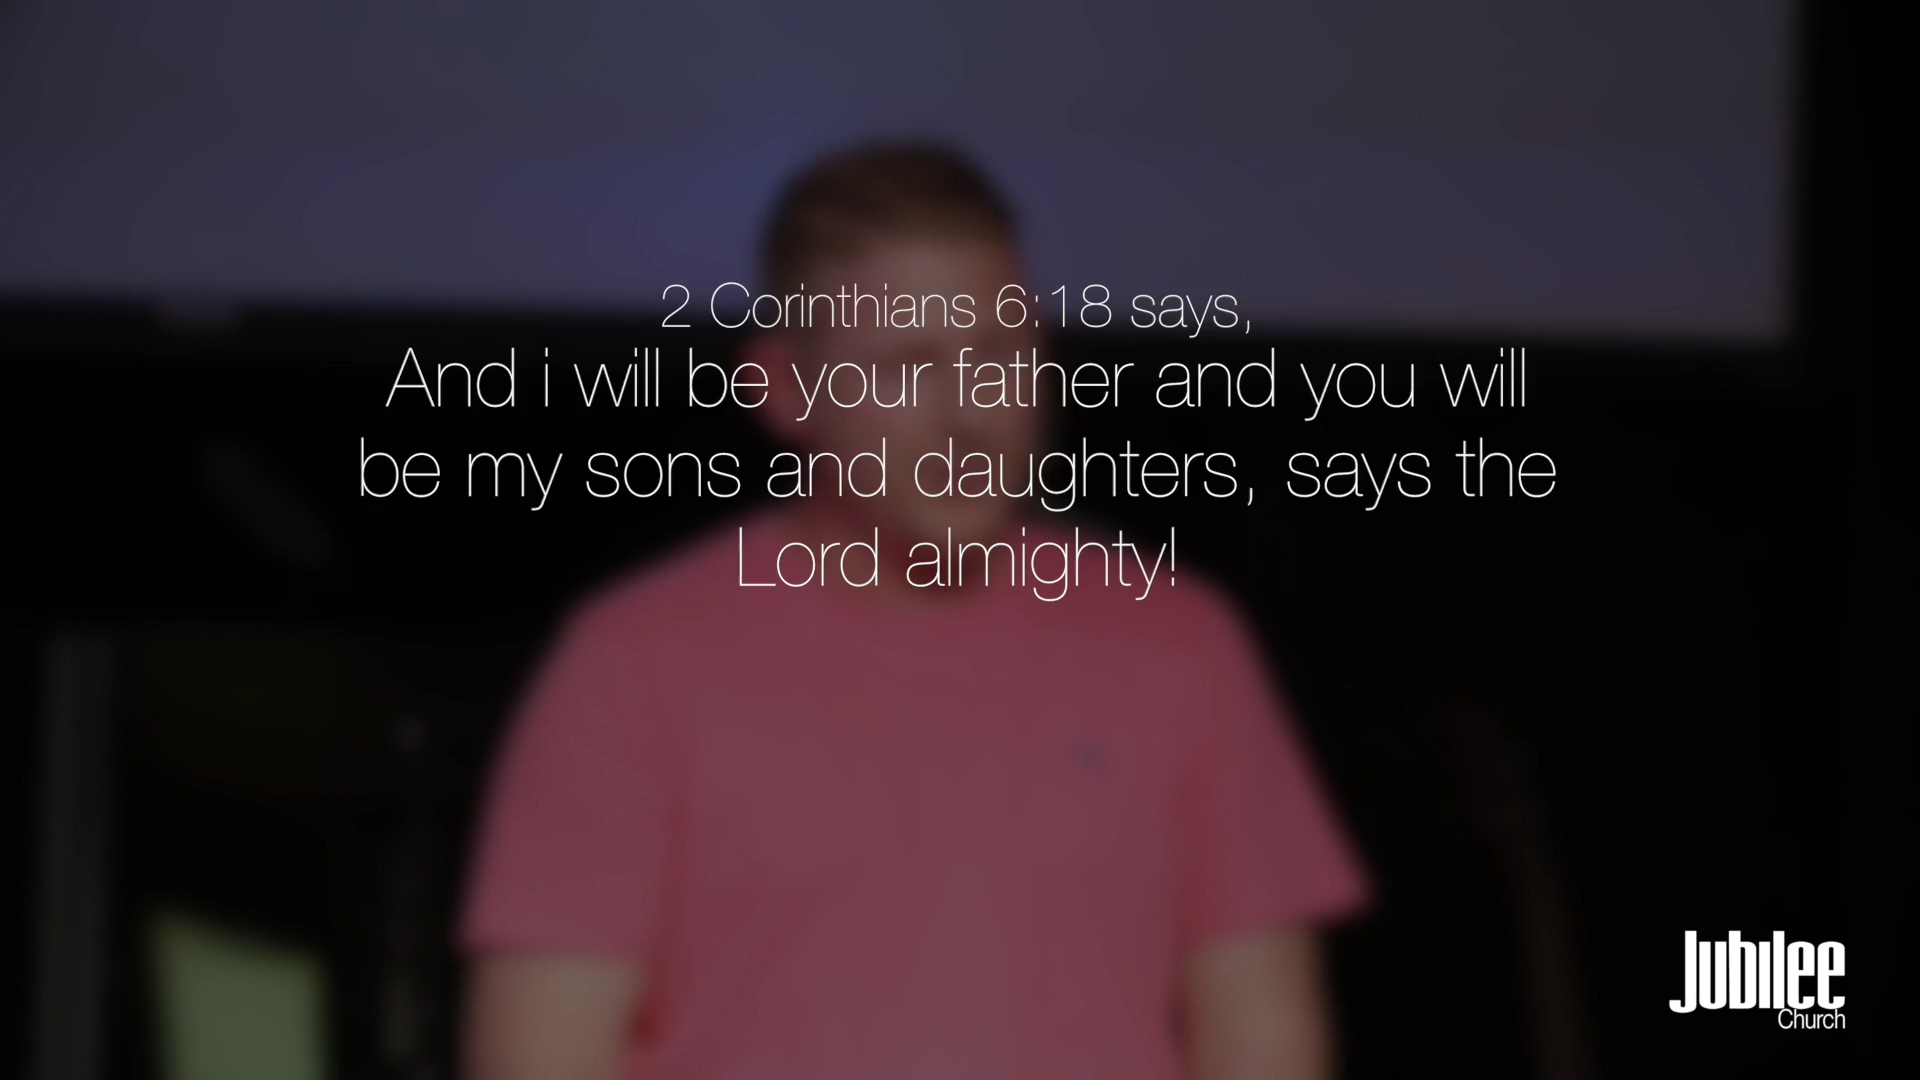 2 Corinthians 6:18 says,
And i will be your father and you will
be my sons and daughters, says the
Lord almighty!
Jubilee
Church